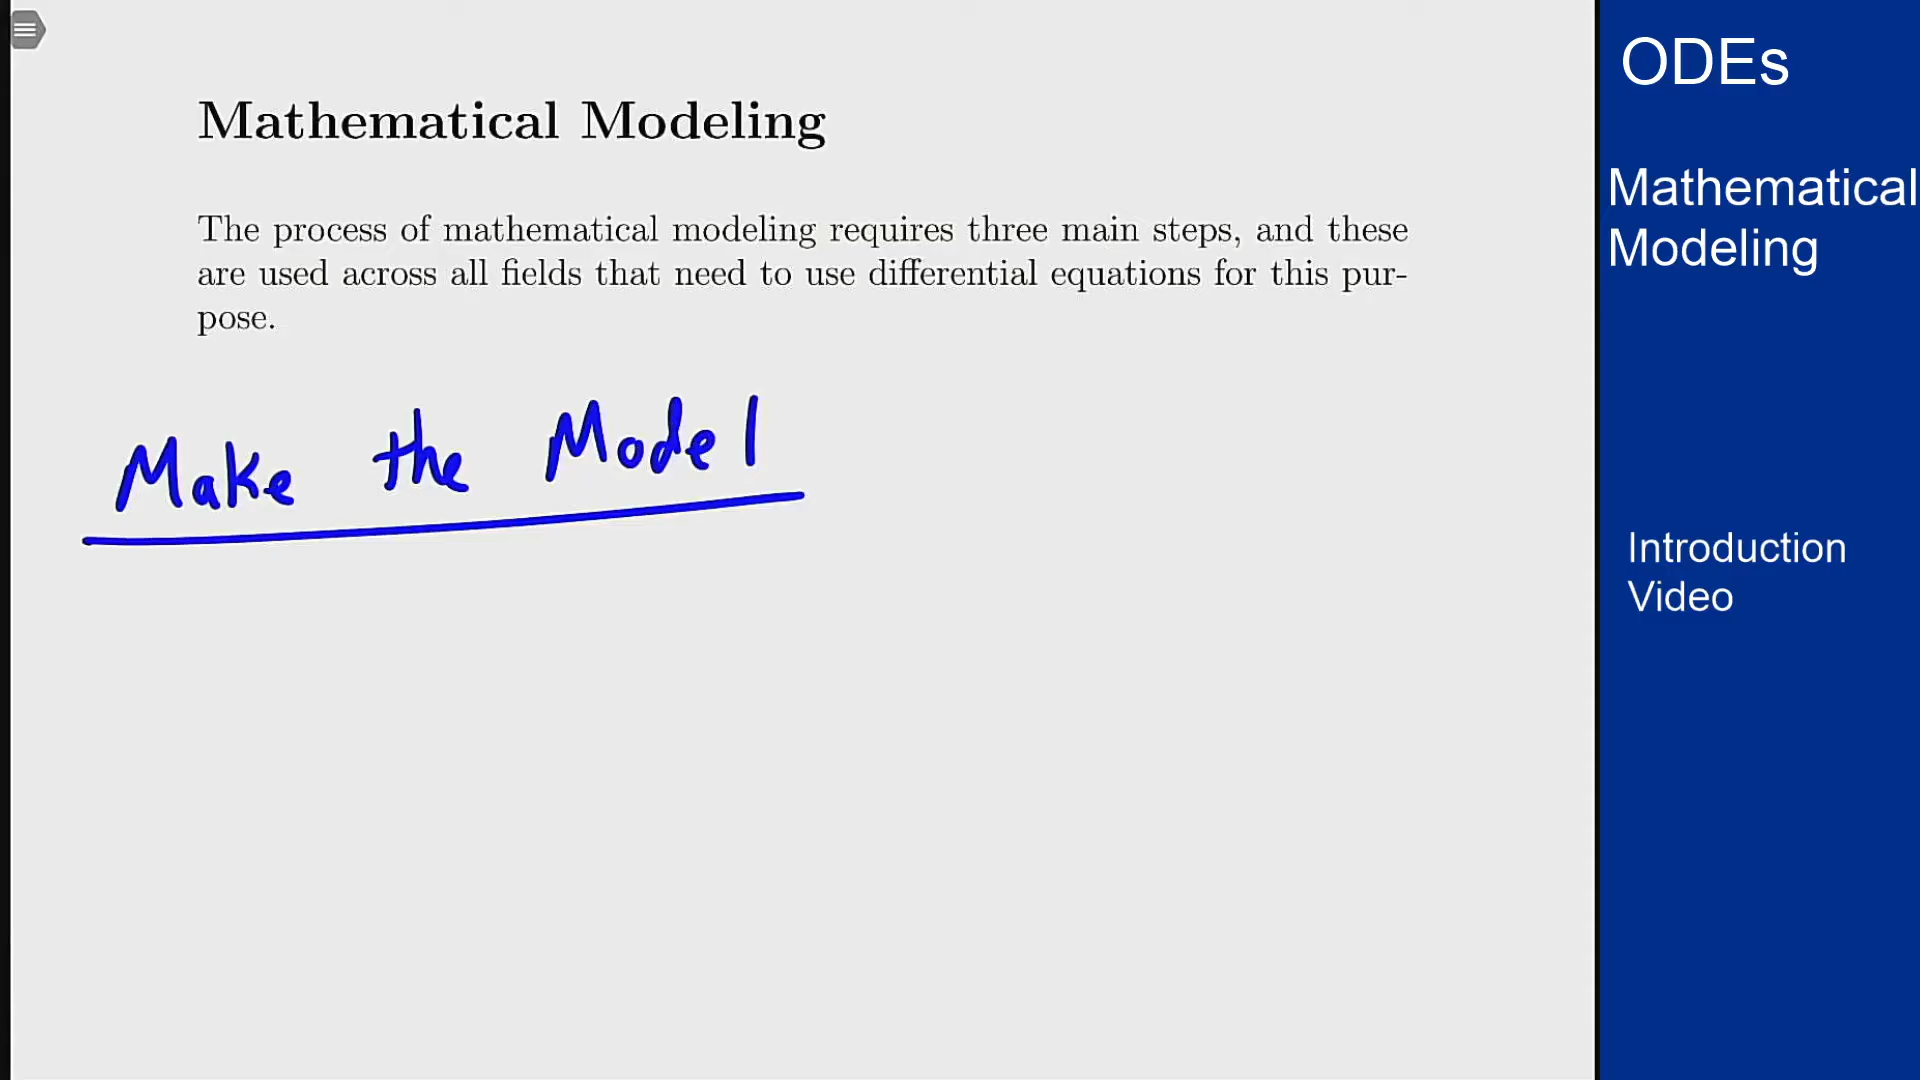 Mathematical Modeling
The process of mathematical modeling requires three main steps, and these
are used across all fields that need to use differential equations for this pur-
pose.
Make the Model
ODEs
Mathematical
Modeling
Introduction
Video